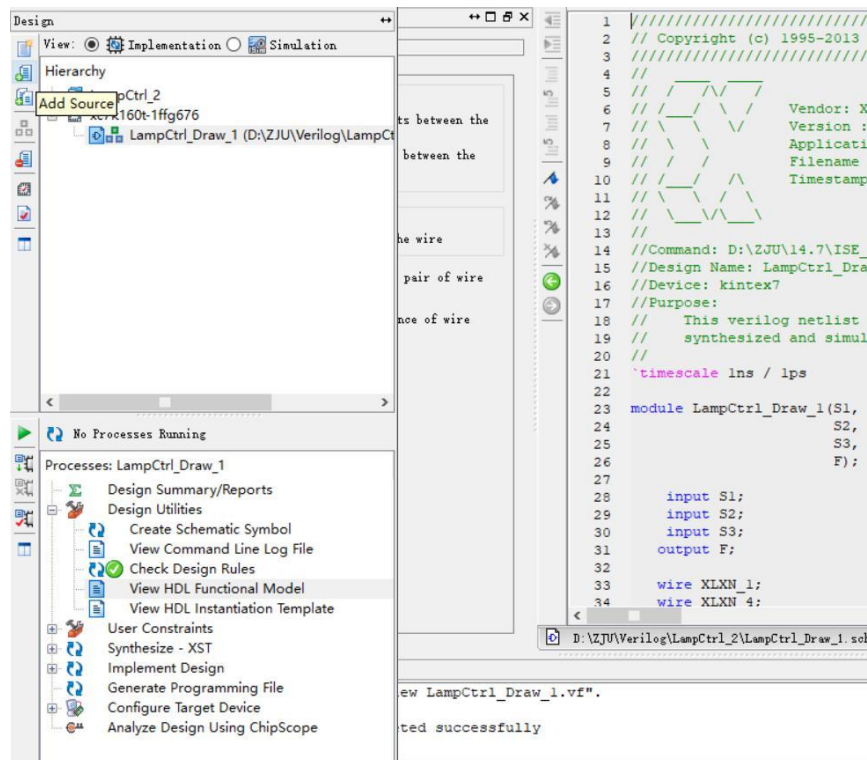 Design
View: Implementation Simulation
Hierarchy
LampCtrl_2
Add Source
xc7k160t-1ffg676
LampCtrl_Draw_1 (D:\ZJU\Verilog\LampCt
No Processes Running
Processes: LampCtrl_Draw_1
Design Summary/Reports
Design Utilities
Create Schematic Symbol
View Command Line Log File
Check Design Rules
View HDL Functional Model
View HDL Instantiation Template
User Constraints
Synthesize - XST
Implement Design
Generate Programming File
Configure Target Device
Analyze Design Using ChipScope
ts between the
between the
he wire
pair of wire
nce of wire
1 ///////////////////////////
2 // Copyright (c) 1995-2013
3 ///////////////////////////
4 // ____ ____
5 // / /\/ /
6 // /___/ \ / Vendor: X
7 // \ \ \/ Version :
8 // \ \ Applicati
9 // / / Filename
10 // /___/ /\ Timestamp
11 // \ \ / \
12 // \___\/\___\
13 //
14 //Command: D:\ZJU\14.7\ISE_
15 //Design Name: LampCtrl_Dra
16 //Device: kintex7
17 //Purpose:
18 // This verilog netlist
19 // synthesized and simul
20 //
21 `timescale 1ns / 1ps
22
23 module LampCtrl_Draw_1(S1,
24 S2,
25 S3,
26 F);
27
28 input S1;
29 input S2;
30 input S3;
31 output F;
32
33 wire XLXN_1;
34 wire XLXN_4;
D:\ZJU\Verilog\LampCtrl_2\LampCtrl_Draw_1.scl
ew LampCtrl_Draw_1.vf".
ted successfully